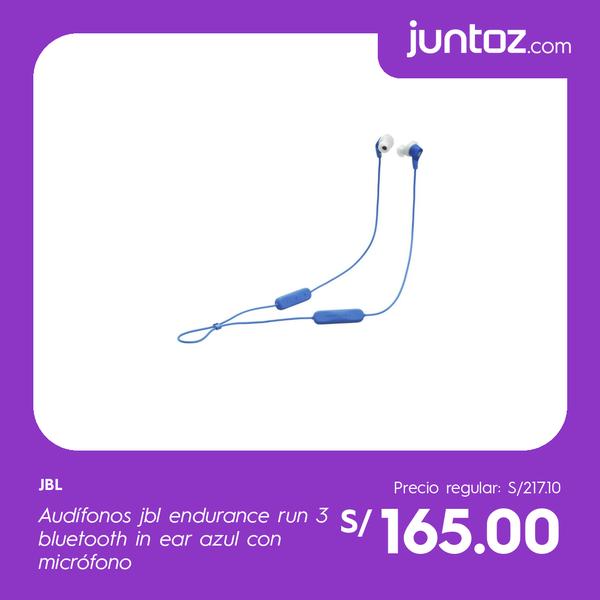 juntoz.com
JBL
Audífonos jbl endurance run 3
bluetooth in ear azul con
micrófono
Precio regular: S/217.10
S/165.00